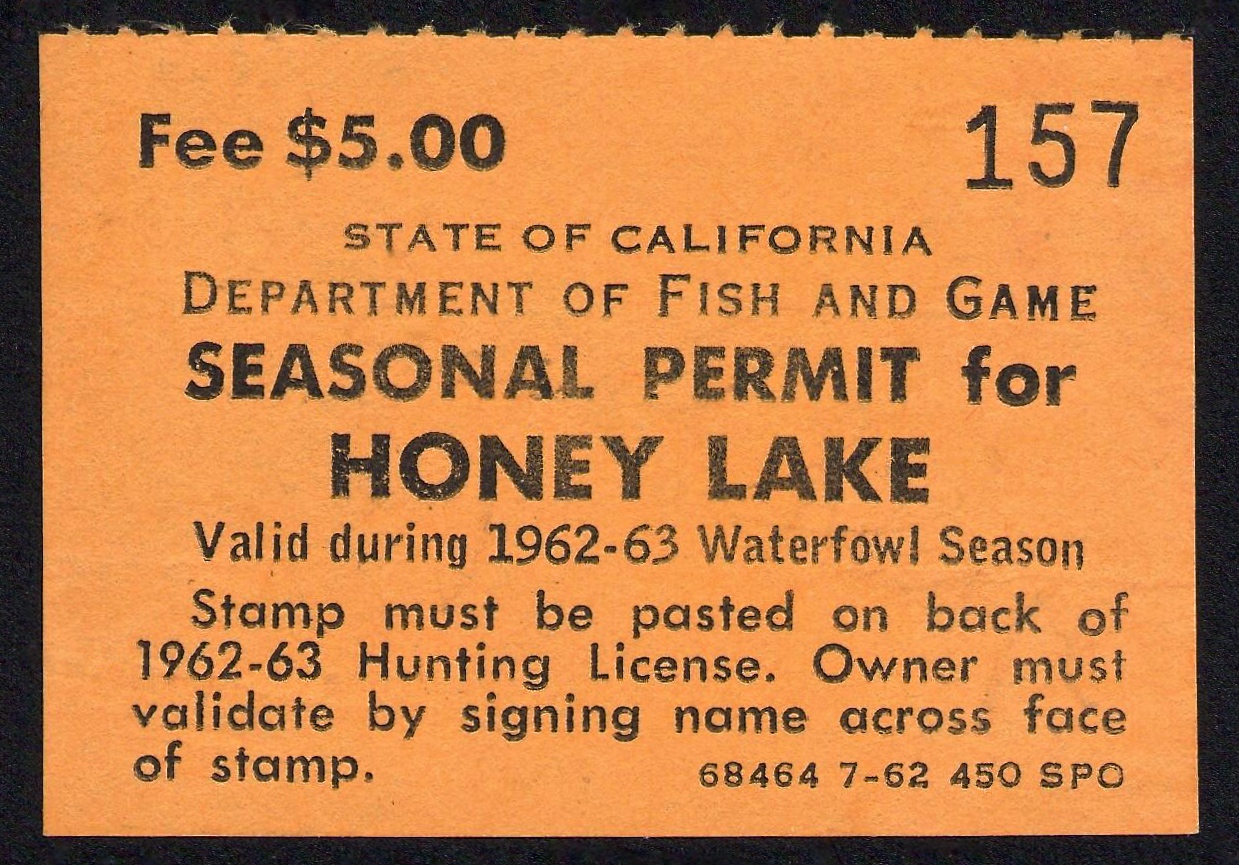 Fee $5.00 157
STATE OF CALIFORNIA
DEPARTMENT OF FISH AND GAME
SEASONAL PERMIT for
HONEY LAKE
Valid during 1962-63 Waterfowl Season
Stamp must be pasted on back of
1962-63 Hunting License. Owner must
validate by signing name across face
of stamp. 68464 7-62 450 SPO